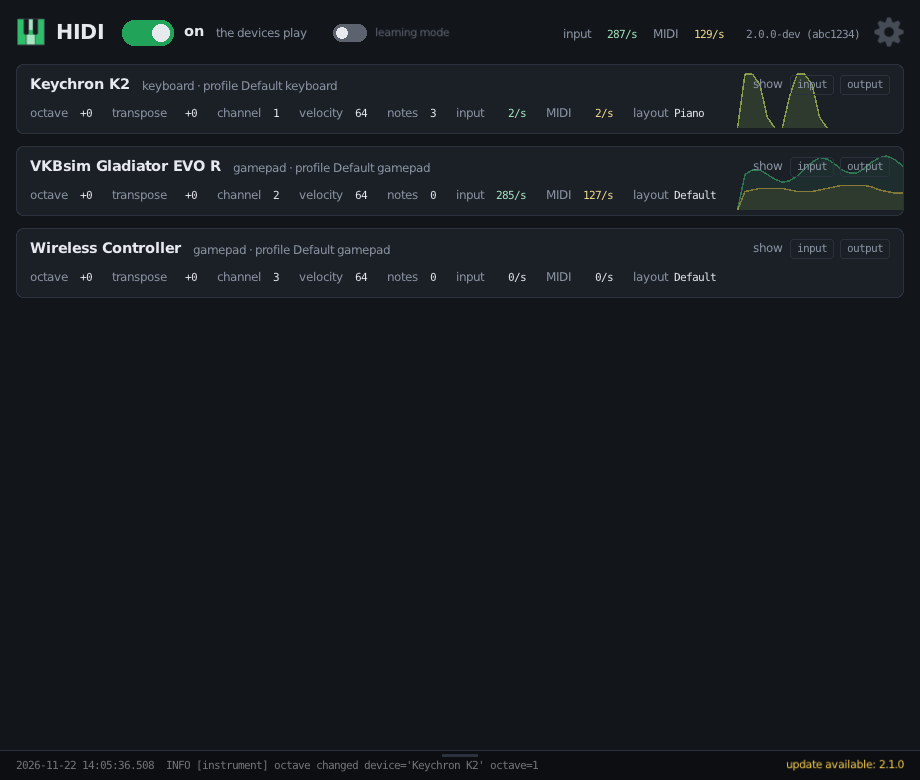 HIDI on the devices play learning mode input 287/s MIDI 129/s 2.0.0-dev (abc1234)
Keychron K2 keyboard · profile Default keyboard show input output
octave +0 transpose +0 channel 1 velocity 64 notes 3 input 2/s MIDI 2/s layout Piano
VKBsim Gladiator EVO R gamepad · profile Default gamepad show input output
octave +0 transpose +0 channel 2 velocity 64 notes 0 input 285/s MIDI 127/s layout Default
Wireless Controller gamepad · profile Default gamepad show input output
octave +0 transpose +0 channel 3 velocity 64 notes 0 input 0/s MIDI 0/s layout Default
2026-11-22 14:05:36.508 INFO [instrument] octave changed device='Keychron K2' octave=1 update available: 2.1.0